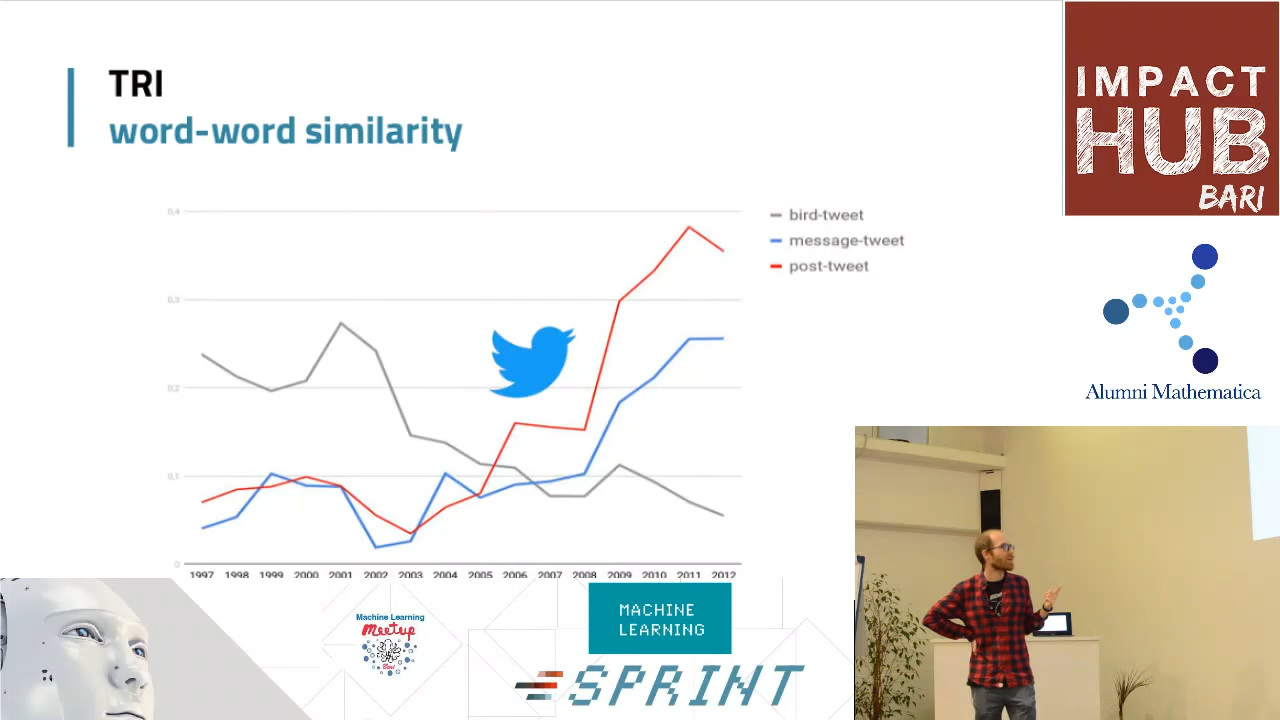 TRI
word-word similarity
0,4
0,3
0,2
0,1
0
bird-tweet
message-tweet
post-tweet
1997 1998 1999 2000 2001 2002 2003 2004 2005 2006 2007 2008 2009 2010 2011 2012
IMPACT
HUB
BARI
Alumni Mathematica
Machine Learning
Meetup
Bari
MACHINE
LEARNING
SPRINT